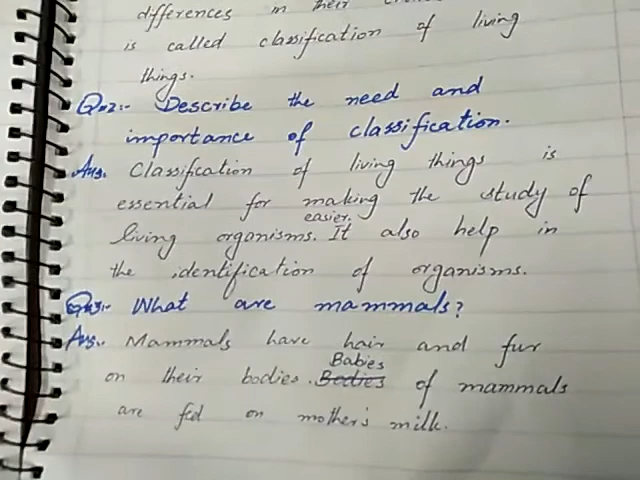 differences in their
is called classification of living
things.
Q#2:- Describe the need and
importance of classification.
Ans. Classification of living things is
essential for making the study of
easier.
living organisms. It also help in
the identification of organisms.
Q#3:- What are mammals?
Ans. Mammals have hair and fur
Babies
on their bodies. Bodies of mammals
are fed on mother's milk.